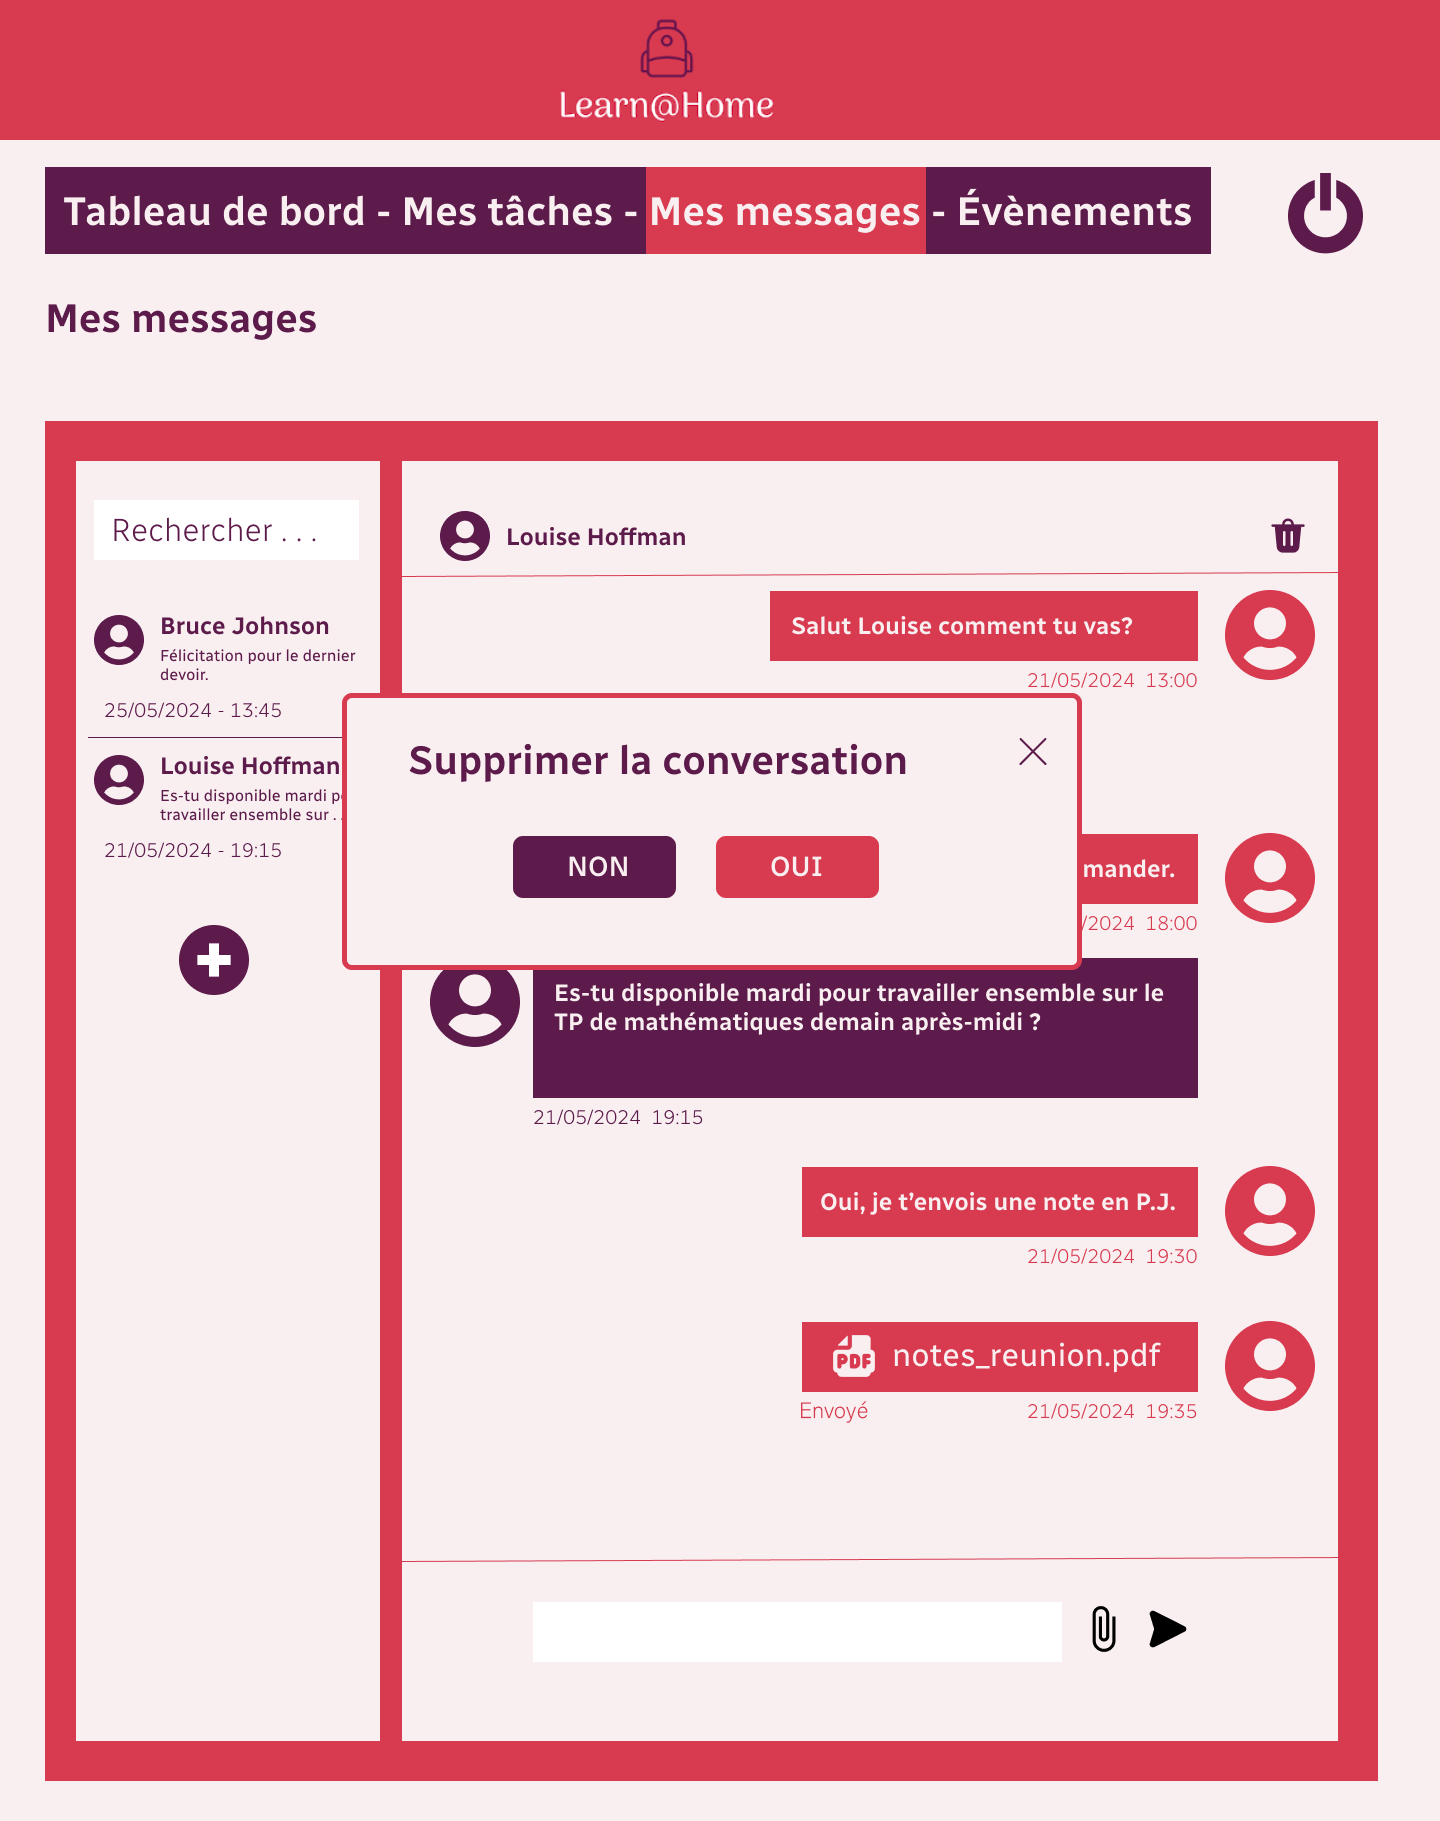 Learn@Home
Tableau de bord - Mes tâches - Mes messages - Évènements
Mes messages
Rechercher . . .
Bruce Johnson
Félicitation pour le dernier
devoir.
25/05/2024 - 13:45
Louise Hoffman
Es-tu disponible mardi
travailler ensemble sur . .
21/05/2024 - 19:15
Louise Hoffman
Salut Louise comment tu vas?
21/05/2024 13:00
Supprimer la conversation
NON
OUI
mander.
/2024 18:00
Es-tu disponible mardi pour travailler ensemble sur le
TP de mathématiques demain après-midi ?
21/05/2024 19:15
Oui, je t’envois une note en P.J.
21/05/2024 19:30
PDF notes_reunion.pdf
Envoyé
21/05/2024 19:35